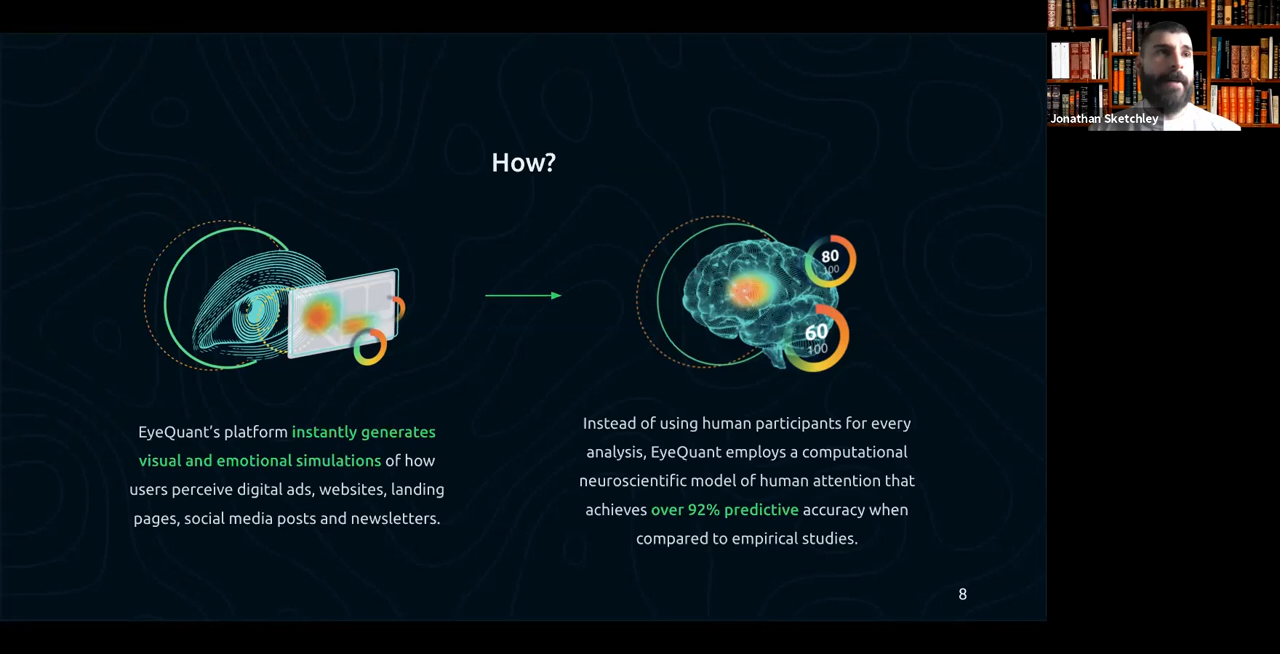 How?
80
100
60
100
EyeQuant's platform instantly generates
visual and emotional simulations of how
users perceive digital ads, websites, landing
pages, social media posts and newsletters.
Instead of using human participants for every
analysis, EyeQuant employs a computational
neuroscientific model of human attention that
achieves over 92% predictive accuracy when
compared to empirical studies.
8
Jonathan Sketchley